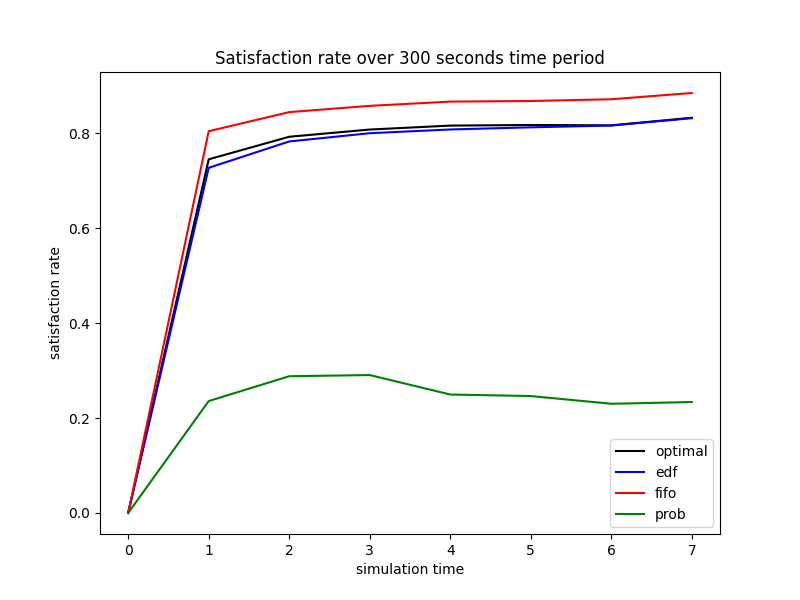 Satisfaction rate over 300 seconds time period
satisfaction rate
0.8
0.6
0.4
0.2
0.0
optimal
edf
fifo
prob
0 1 2 3 4 5 6 7
simulation time